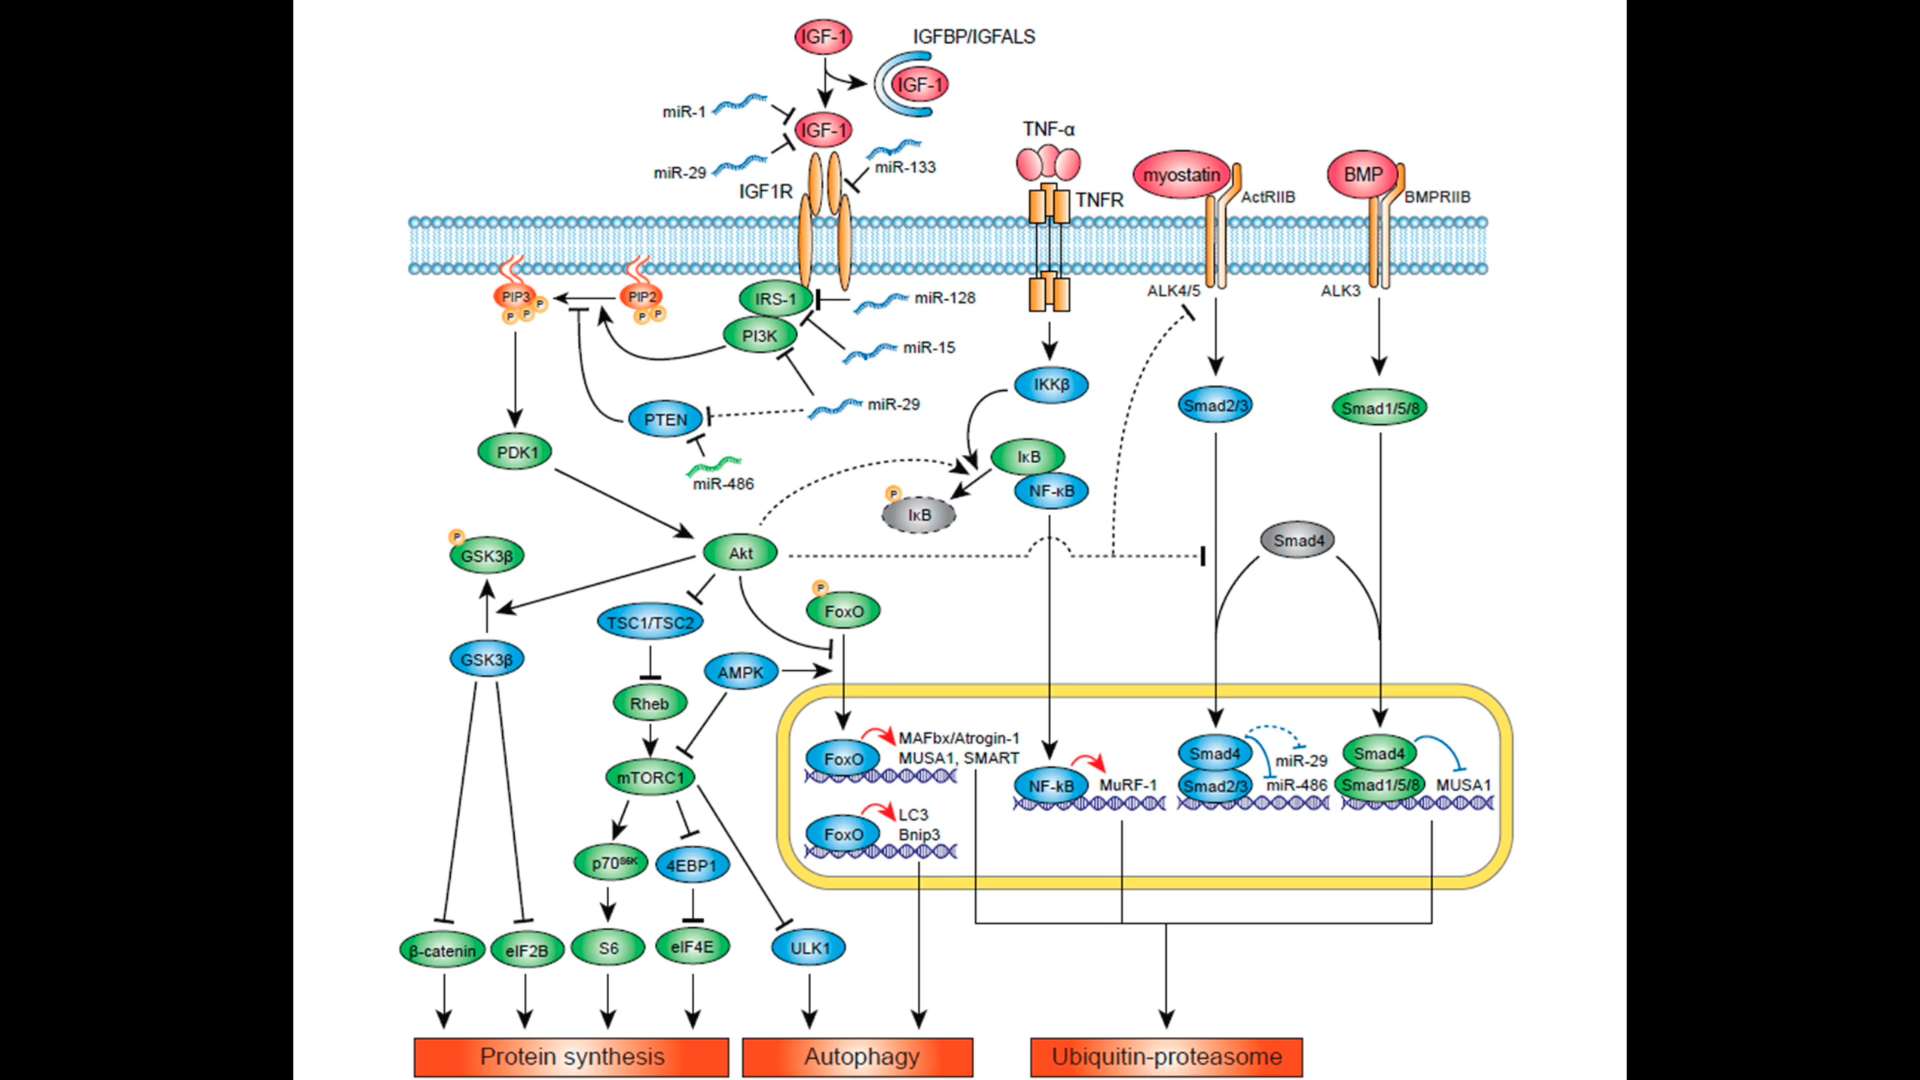 IGF-1
IGFBP/IGFALS
IGF-1
miR-1
IGF-1
miR-29
miR-133
IGF1R
TNF-α
TNFR
myostatin
ActRIIB
BMP
BMPRIIB
PIP3
P
P
P
PIP2
P
P
IRS-1
PI3K
miR-128
miR-15
miR-29
ALK4/5
ALK3
IKKβ
Smad2/3
Smad1/5/8
PTEN
miR-486
PDK1
IκB
NF-κB
P
IκB
Smad4
Akt
P
GSK3β
P
FoxO
TSC1/TSC2
GSK3β
AMPK
Rheb
mTORC1
FoxO
MAFbx/Atrogin-1
MUSA1, SMART
FoxO
LC3
Bnip3
NF-kB
MuRF-1
Smad4
Smad2/3
miR-29
miR-486
Smad4
Smad1/5/8
MUSA1
p70S6K
4EBP1
β-catenin
eIF2B
S6
eIF4E
ULK1
Protein synthesis
Autophagy
Ubiquitin-proteasome